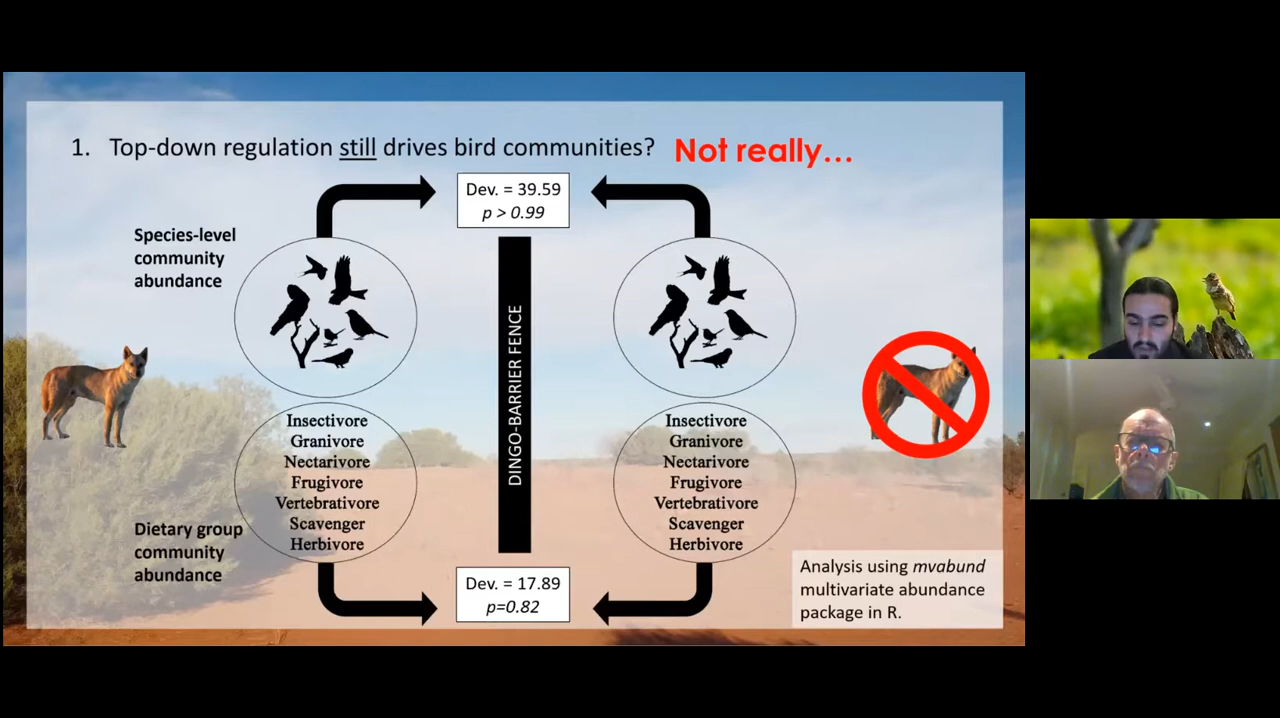 1. Top-down regulation still drives bird communities? Not really...
Dev. = 39.59
p > 0.99
Species-level
community
abundance
DINGO-BARRIER FENCE
Insectivore
Granivore
Nectarivore
Frugivore
Vertebrativore
Scavenger
Herbivore
Insectivore
Granivore
Nectarivore
Frugivore
Vertebrativore
Scavenger
Herbivore
Dietary group
community
abundance
Dev. = 17.89
p=0.82
Analysis using mvabund
multivariate abundance
package in R.